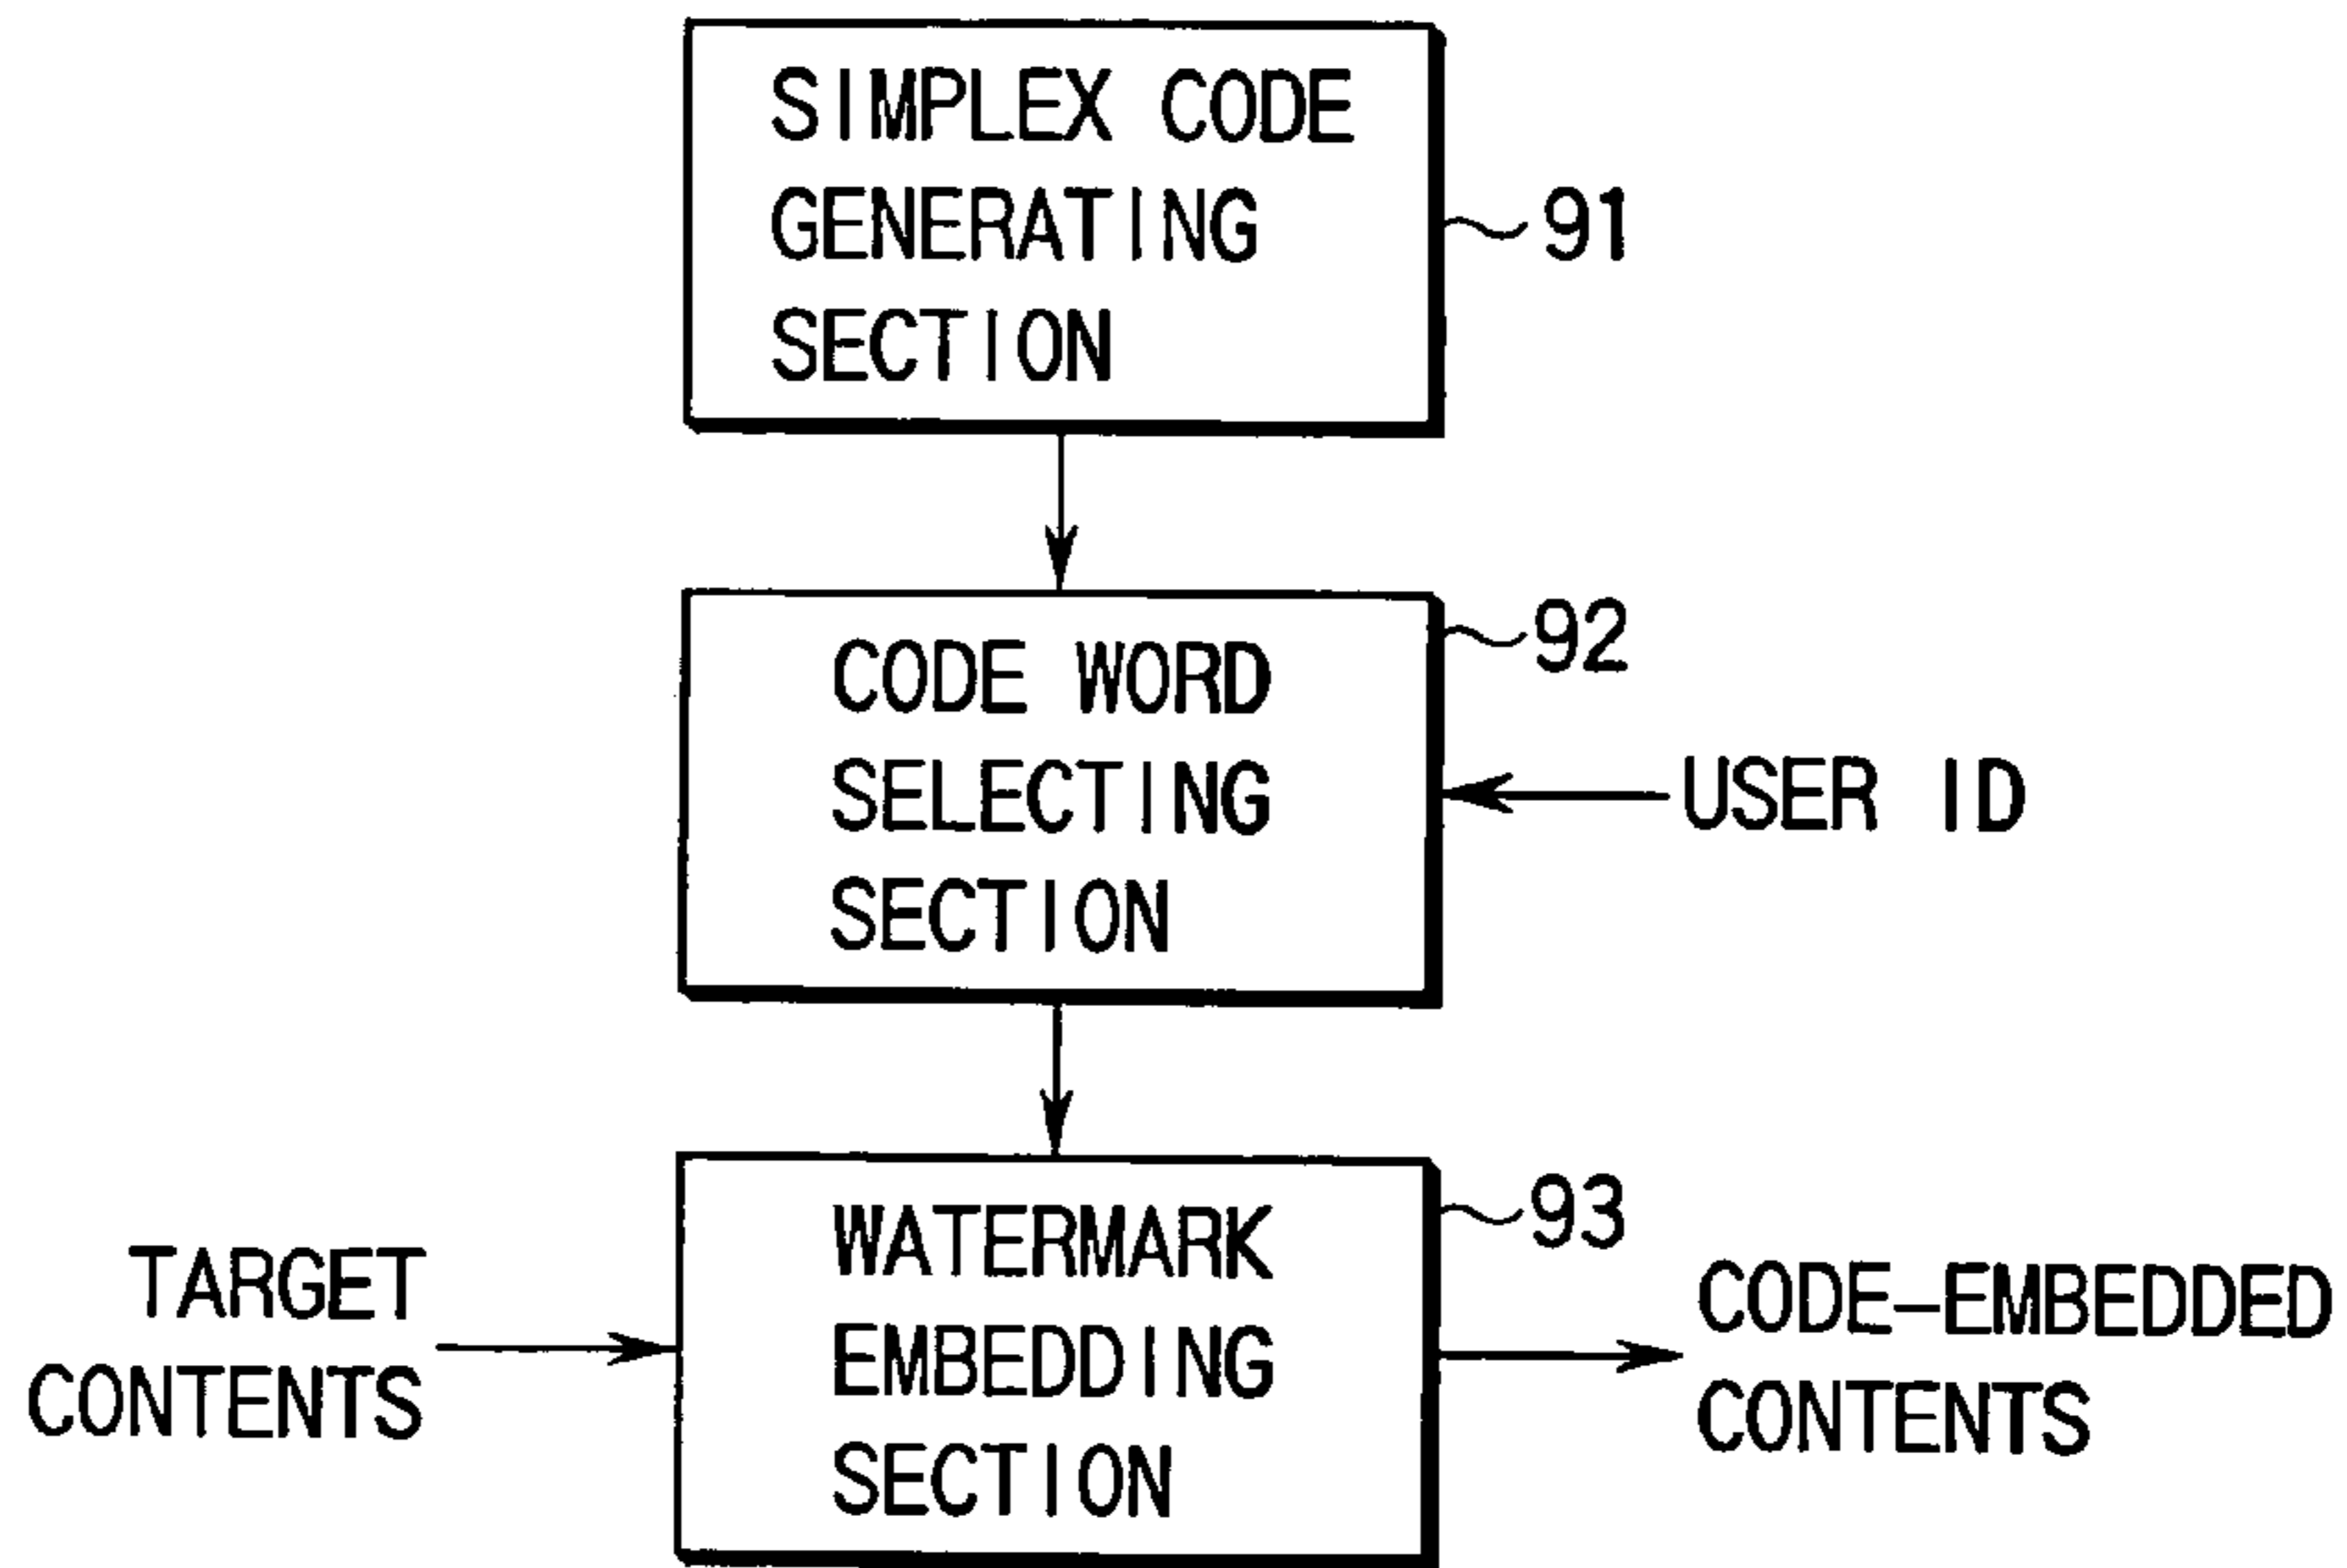 SIMPLEX CODE
GENERATING
SECTION
91
CODE WORD
SELECTING
SECTION
92
USER ID
WATERMARK
EMBEDDING
SECTION
93
TARGET
CONTENTS
CODE-EMBEDDED
CONTENTS